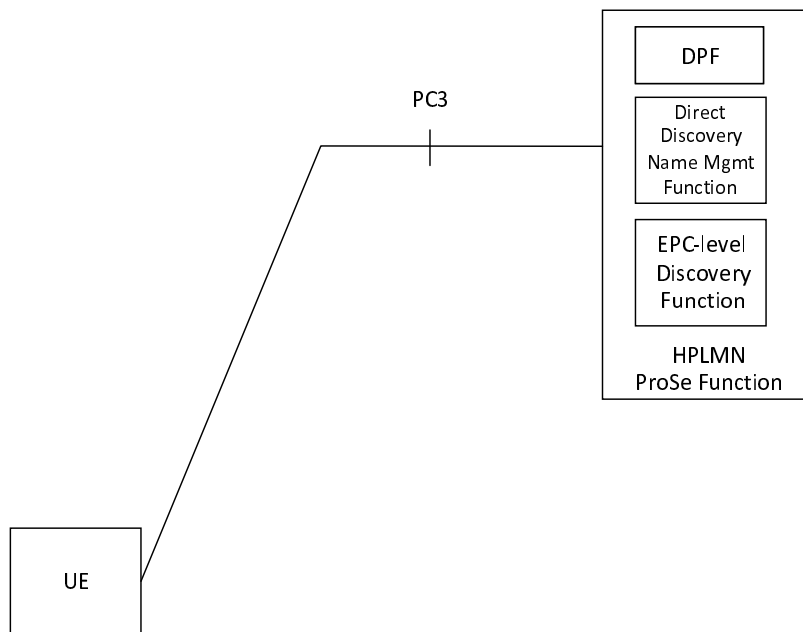 DPF
PC3
Direct
Discovery
Name Mgmt
Function
EPC-level
Discovery
Function
HPLMN
ProSe Function
UE